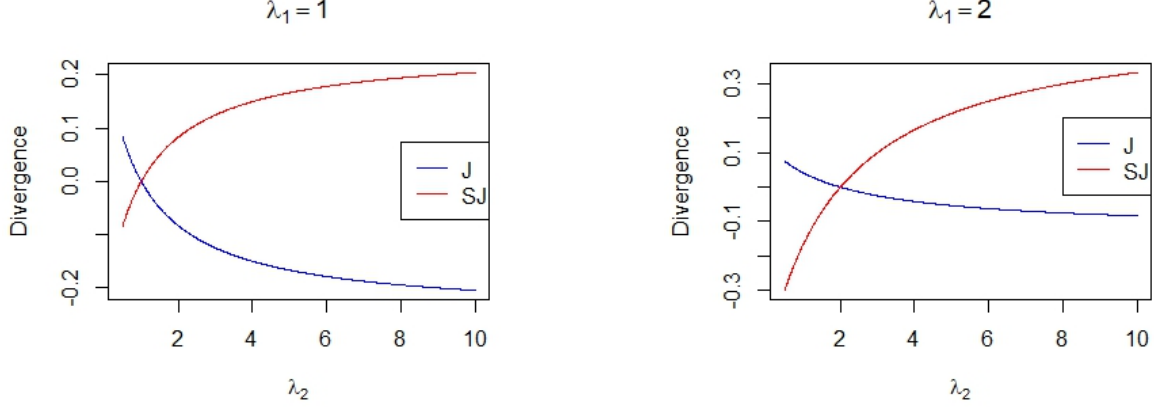 λ₁ = 1
Divergence
0.2
0.1
0.0
-0.2
J
SJ
2 4 6 8 10
λ₂
λ₁ = 2
Divergence
0.3
0.1
-0.1
-0.3
J
SJ
2 4 6 8 10
λ₂